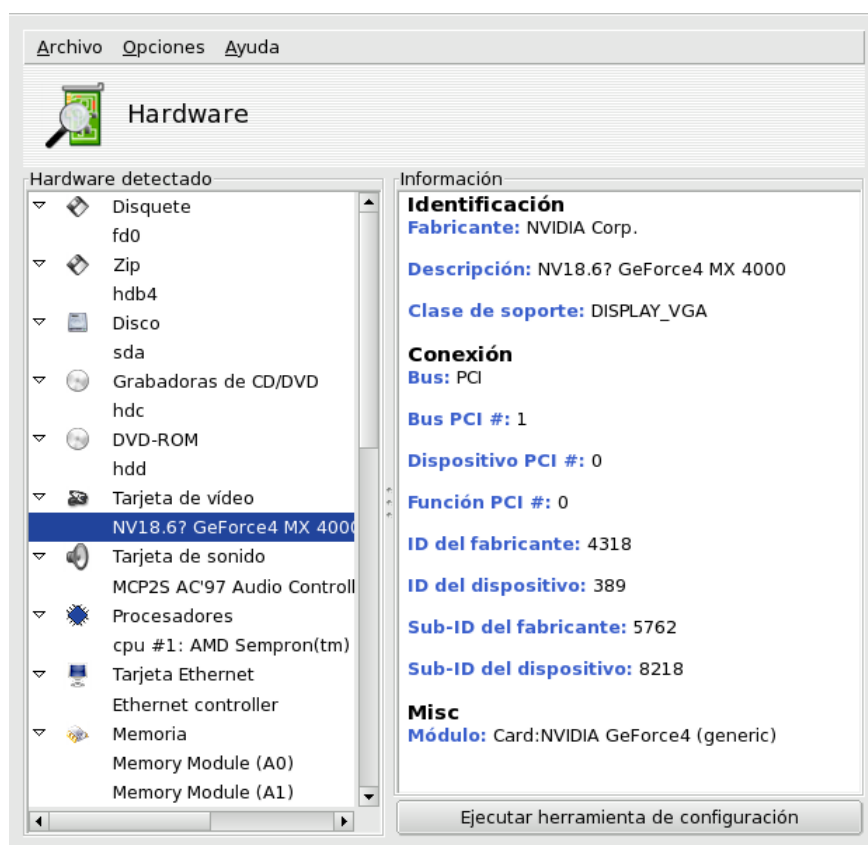 Archivo Opciones Ayuda
Hardware
Hardware detectado
Disquete
fd0
Zip
hdb4
Disco
sda
Grabadoras de CD/DVD
hdc
DVD-ROM
hdd
Tarjeta de vídeo
NV18.6? GeForce4 MX 4000
Tarjeta de sonido
MCP2S AC'97 Audio Controll
Procesadores
cpu #1: AMD Sempron(tm)
Tarjeta Ethernet
Ethernet controller
Memoria
Memory Module (A0)
Memory Module (A1)
Información
Identificación
Fabricante: NVIDIA Corp.
Descripción: NV18.6? GeForce4 MX 4000
Clase de soporte: DISPLAY_VGA
Conexión
Bus: PCI
Bus PCI #: 1
Dispositivo PCI #: 0
Función PCI #: 0
ID del fabricante: 4318
ID del dispositivo: 389
Sub-ID del fabricante: 5762
Sub-ID del dispositivo: 8218
Misc
Módulo: Card:NVIDIA GeForce4 (generic)
Ejecutar herramienta de configuración